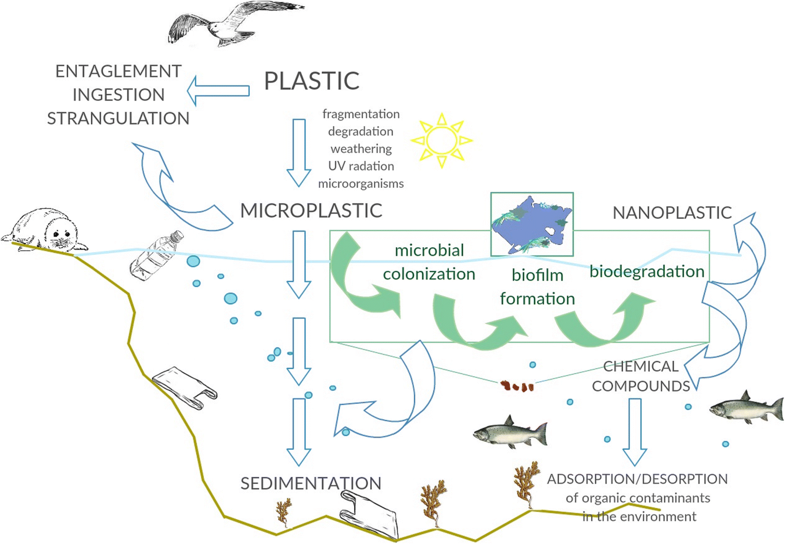 ENTAGLEMENT
INGESTION
STRANGULATION
PLASTIC
fragmentation
degradation
weathering
UV radation
microorganisms
MICROPLASTIC
NANOPLASTIC
microbial
colonization
biofilm
formation
biodegradation
CHEMICAL
COMPOUNDS
SEDIMENTATION
ADSORPTION/DESORPTION
of organic contaminants
in the environment